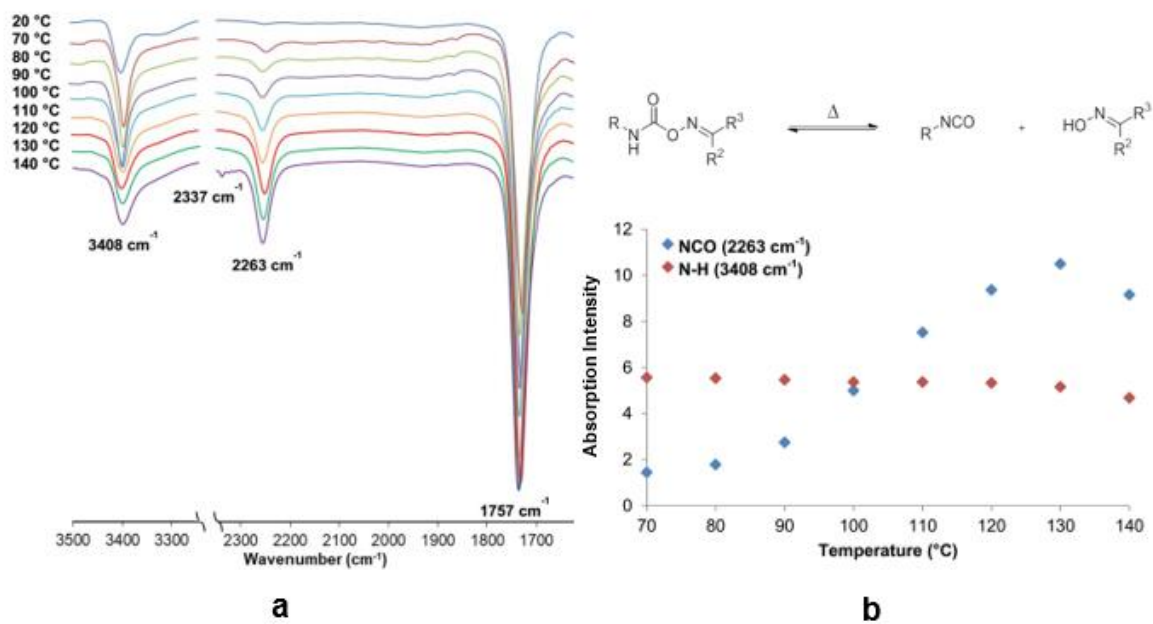 20 °C
70 °C
80 °C
90 °C
100 °C
110 °C
120 °C
130 °C
140 °C
2337 cm⁻¹
3408 cm⁻¹
2263 cm⁻¹
1757 cm⁻¹
3500 3400 3300 2300 2200 2100 2000 1900 1800 1700
Wavenumber (cm⁻¹)
a
R N H O O N R² R³
Δ
R NCO + HO N R² R³
NCO (2263 cm⁻¹)
N-H (3408 cm⁻¹)
12
10
8
6
4
2
0
Absorption Intensity
70 80 90 100 110 120 130 140
Temperature (°C)
b